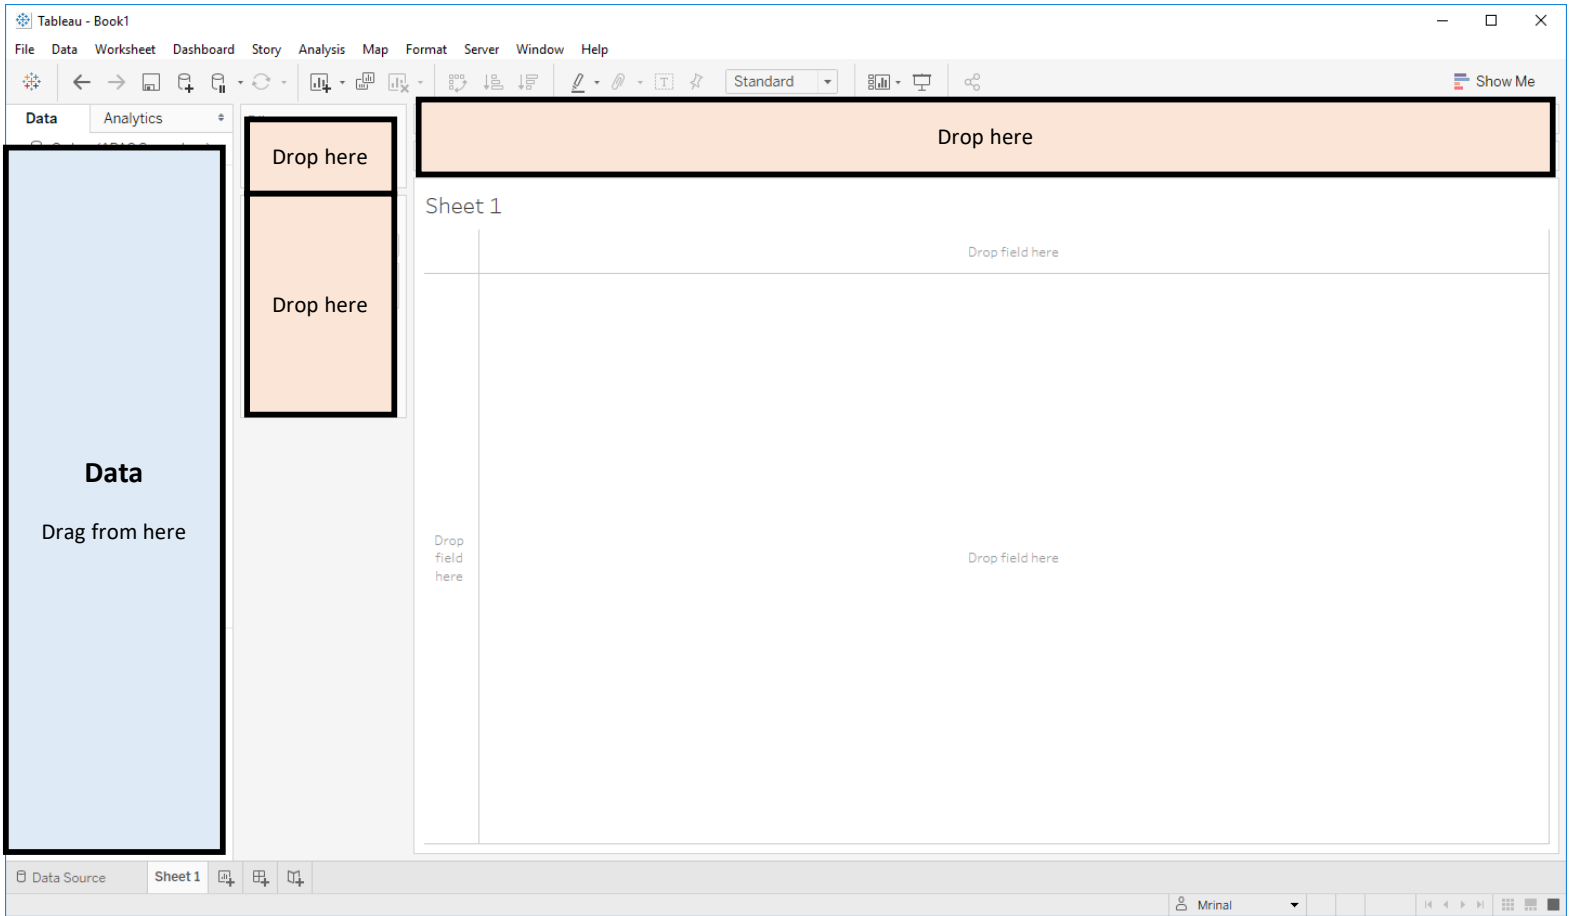 Tableau - Book1
File Data Worksheet Dashboard Story Analysis Map Format Server Window Help
Standard
Show Me
Data Analytics
Drop here
Drop here
Drop here
Sheet 1
Drop field here
Data
Drag from here
Drop
field
here
Drop field here
Data Source Sheet 1
Mrinal